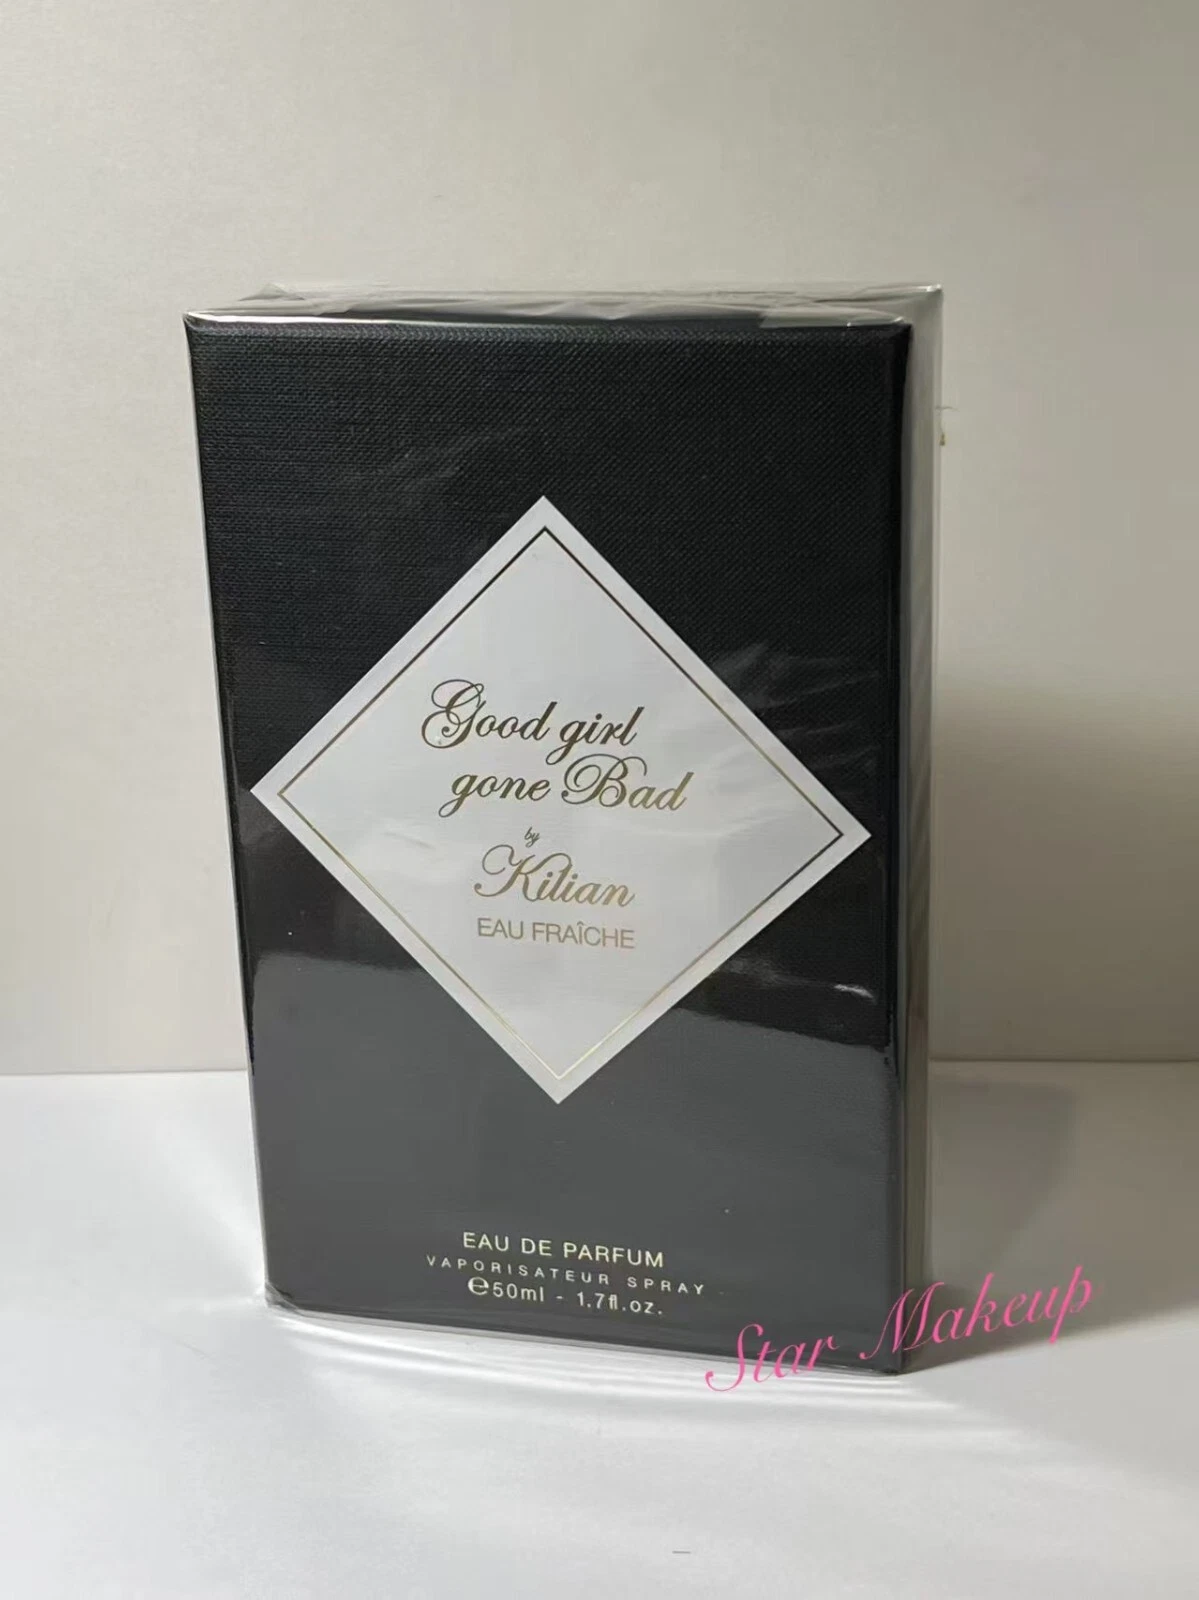 Good girl
gone Bad
by
Kilian
EAU FRAÎCHE
EAU DE PARFUM
VAPORISATEUR SPRAY
℮50ml - 1.7fl.oz.
Star Makeup